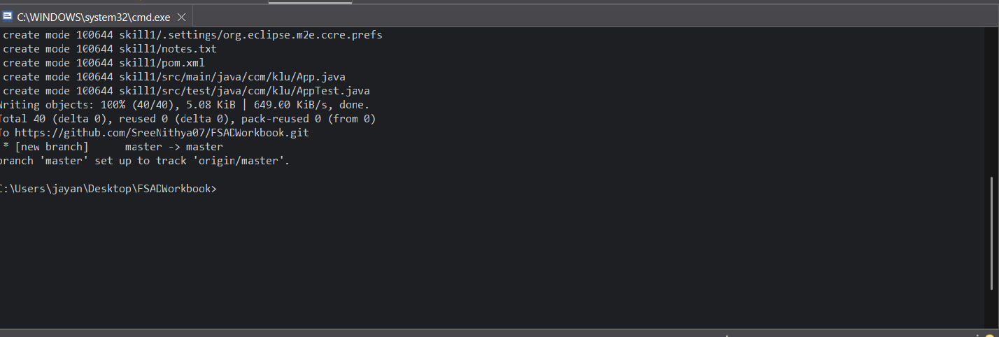 C:\WINDOWS\system32\cmd.exe
create mode 100644 skill1/.settings/org.eclipse.m2e.core.prefs
create mode 100644 skill1/notes.txt
create mode 100644 skill1/pom.xml
create mode 100644 skill1/src/main/java/com/klu/App.java
create mode 100644 skill1/src/test/java/com/klu/AppTest.java
Writing objects: 100% (40/40), 5.08 KiB | 649.00 KiB/s, done.
Total 40 (delta 0), reused 0 (delta 0), pack-reused 0 (from 0)
To https://github.com/SreeNithya07/FSADWorkbook.git
* [new branch]      master -> master
branch 'master' set up to track 'origin/master'.
C:\Users\jayan\Desktop\FSADWorkbook>